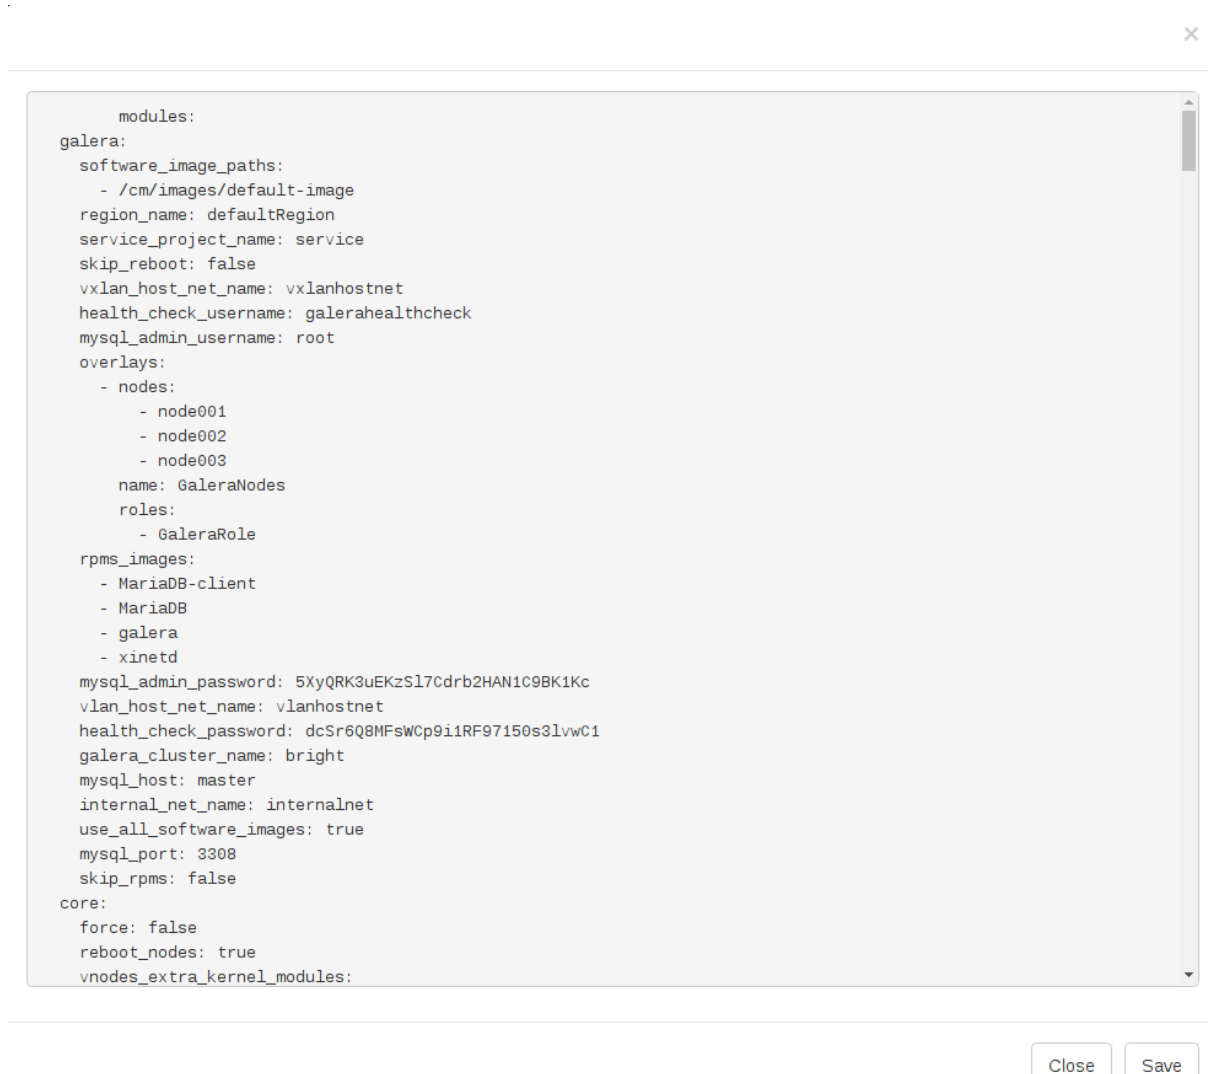 ×
modules:
galera:
software_image_paths:
- /cm/images/default-image
region_name: defaultRegion
service_project_name: service
skip_reboot: false
vxlan_host_net_name: vxlanhostnet
health_check_username: galerahealthcheck
mysql_admin_username: root
overlays:
- nodes:
- node001
- node002
- node003
name: GaleraNodes
roles:
- GaleraRole
rpms_images:
- MariaDB-client
- MariaDB
- galera
- xinetd
mysql_admin_password: 5XyQRK3uEKzSl7Cdrb2HAN1C9BK1Kc
vlan_host_net_name: vlanhostnet
health_check_password: dcSr6Q8MFsWCp9i1RF97150s3lvwC1
galera_cluster_name: bright
mysql_host: master
internal_net_name: internalnet
use_all_software_images: true
mysql_port: 3308
skip_rpms: false
core:
force: false
reboot_nodes: true
vnodes_extra_kernel_modules:
Close Save